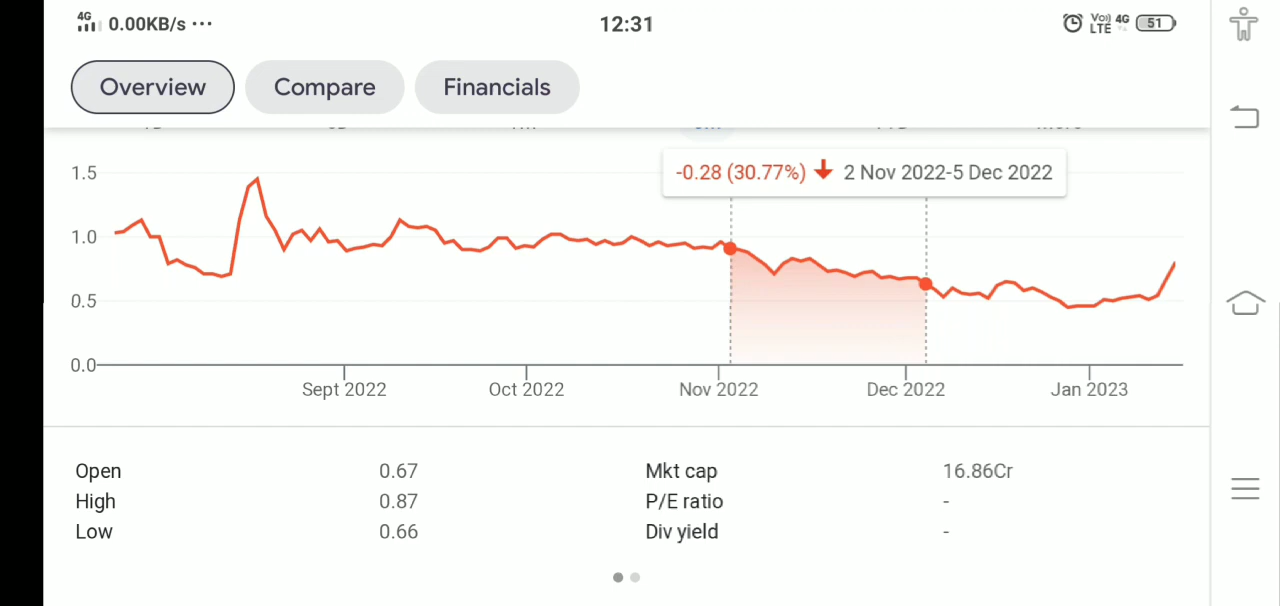 4G 0.00KB/s ··· 12:31 Vo) LTE 4G 51
Overview Compare Financials
-0.28 (30.77%) 2 Nov 2022-5 Dec 2022
1.5
1.0
0.5
0.0
Sept 2022 Oct 2022 Nov 2022 Dec 2022 Jan 2023
Open 0.67 Mkt cap 16.86Cr
High 0.87 P/E ratio -
Low 0.66 Div yield -